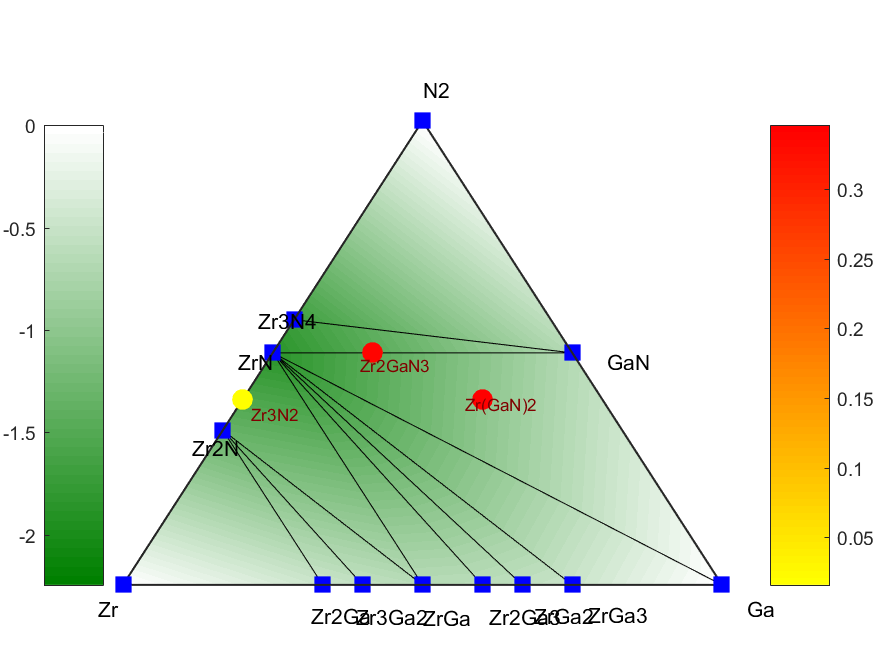 N2
0
-0.5
-1
-1.5
-2
0.3
0.25
0.2
0.15
0.1
0.05
Zr3N4
ZrN
Zr2GaN3
GaN
Zr3N2
Zr(GaN)2
Zr2N
Zr
Zr2Ga
Zr3Ga2
ZrGa
Zr2Ga3
ZrGa2
ZrGa3
Ga